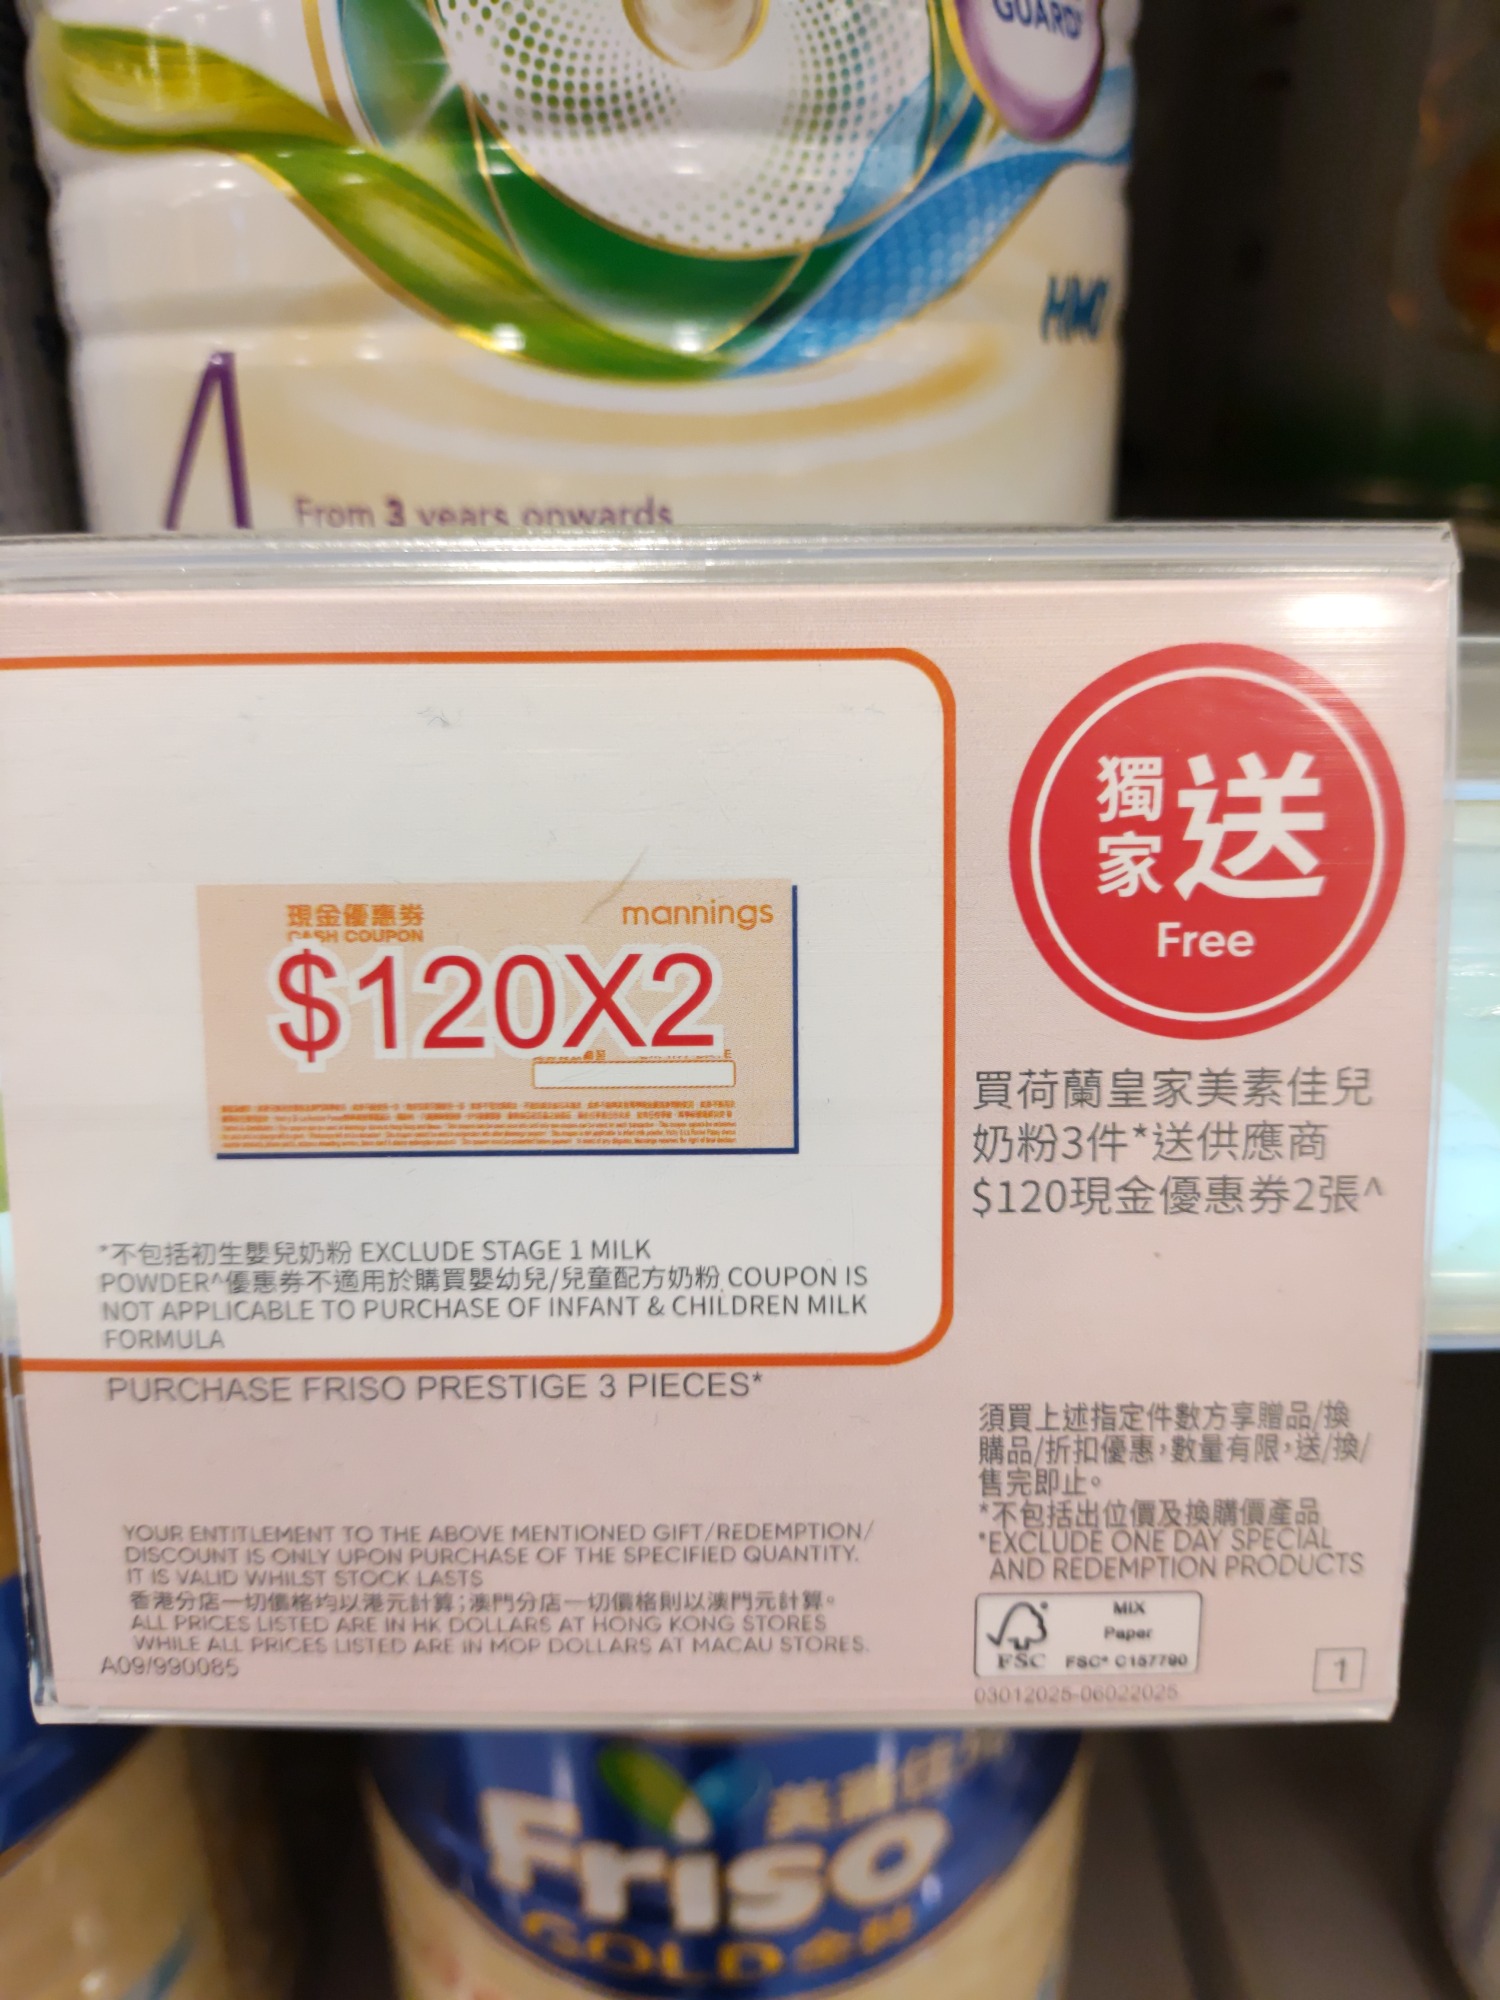 GUARD
HMO
4
From 3 years onwards
獨家
送
Free
現金優惠券
mannings
CASH COUPON
$120X2
買荷蘭皇家美素佳兒
奶粉3件*送供應商
$120現金優惠券2張^
*不包括初生嬰兒奶粉 EXCLUDE STAGE 1 MILK
POWDER^優惠券不適用於購買嬰幼兒/兒童配方奶粉 COUPON IS
NOT APPLICABLE TO PURCHASE OF INFANT & CHILDREN MILK
FORMULA
PURCHASE FRISO PRESTIGE 3 PIECES*
須買上述指定件數方享贈品/換
購品/折扣優惠，數量有限，送/換/
售完即止。
*不包括出位價及換購價產品
*EXCLUDE ONE DAY SPECIAL
AND REDEMPTION PRODUCTS
YOUR ENTITLEMENT TO THE ABOVE MENTIONED GIFT/REDEMPTION/
DISCOUNT IS ONLY UPON PURCHASE OF THE SPECIFIED QUANTITY.
IT IS VALID WHILST STOCK LASTS
香港分店一切價格均以港元計算；澳門分店一切價格則以澳門元計算。
ALL PRICES LISTED ARE IN HK DOLLARS AT HONG KONG STORES
WHILE ALL PRICES LISTED ARE IN MOP DOLLARS AT MACAU STORES.
A09/990085
FSC
MIX
Paper
FSC® C157790
03012025-06022025
1
美素佳兒
Friso
GOLD金裝